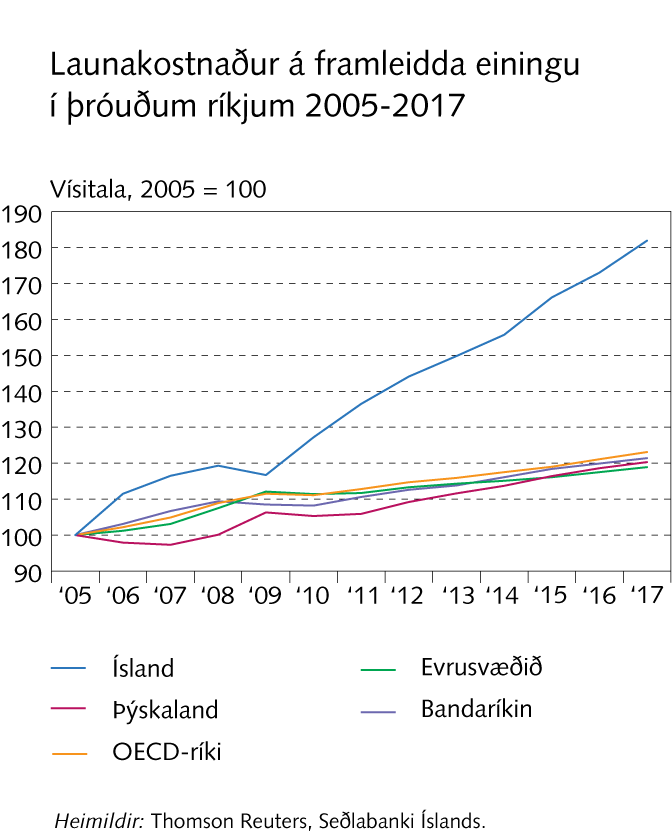 Launakostnaður á framleidda einingu
í þróuðum ríkjum 2005-2017
Vísitala, 2005 = 100
190
180
170
160
150
140
130
120
110
100
90
‘05 ‘06 ‘07 ‘08 ‘09 ‘10 ‘11 ‘12 ‘13 ‘14 ‘15 ‘16 ‘17
Ísland
Þýskaland
OECD-ríki
Evrusvæðið
Bandaríkin
Heimildir: Thomson Reuters, Seðlabanki Íslands.